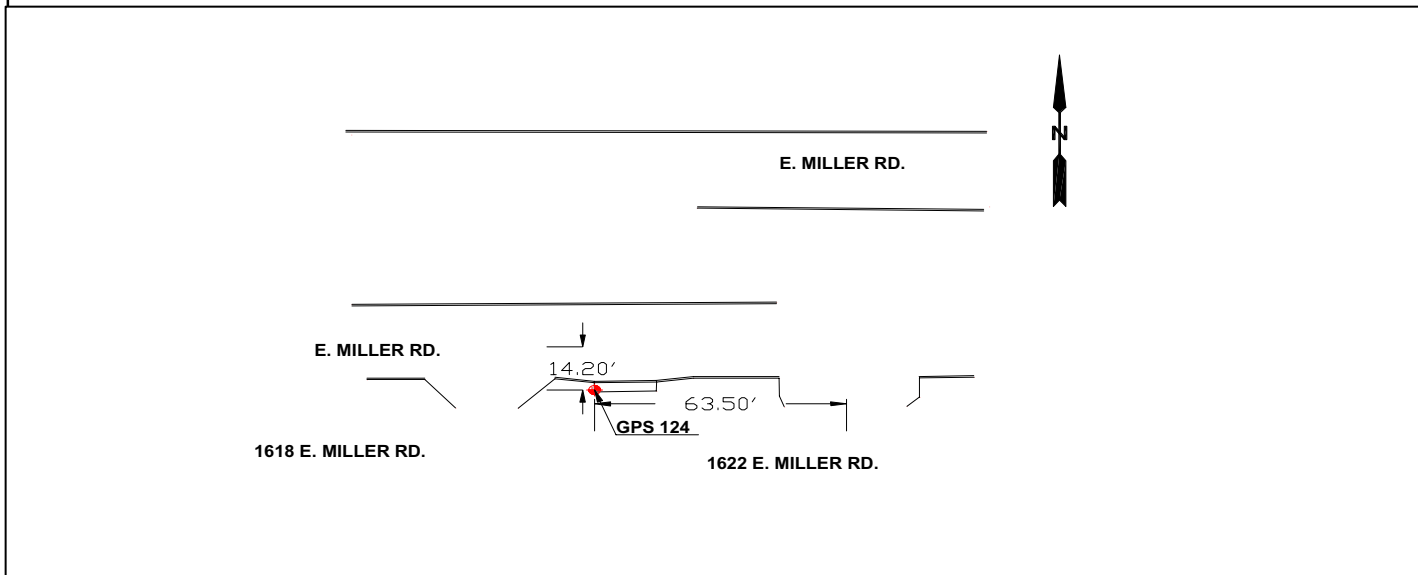 N
E. MILLER RD.
E. MILLER RD.
14.20′
63.50′
GPS 124
1618 E. MILLER RD.
1622 E. MILLER RD.